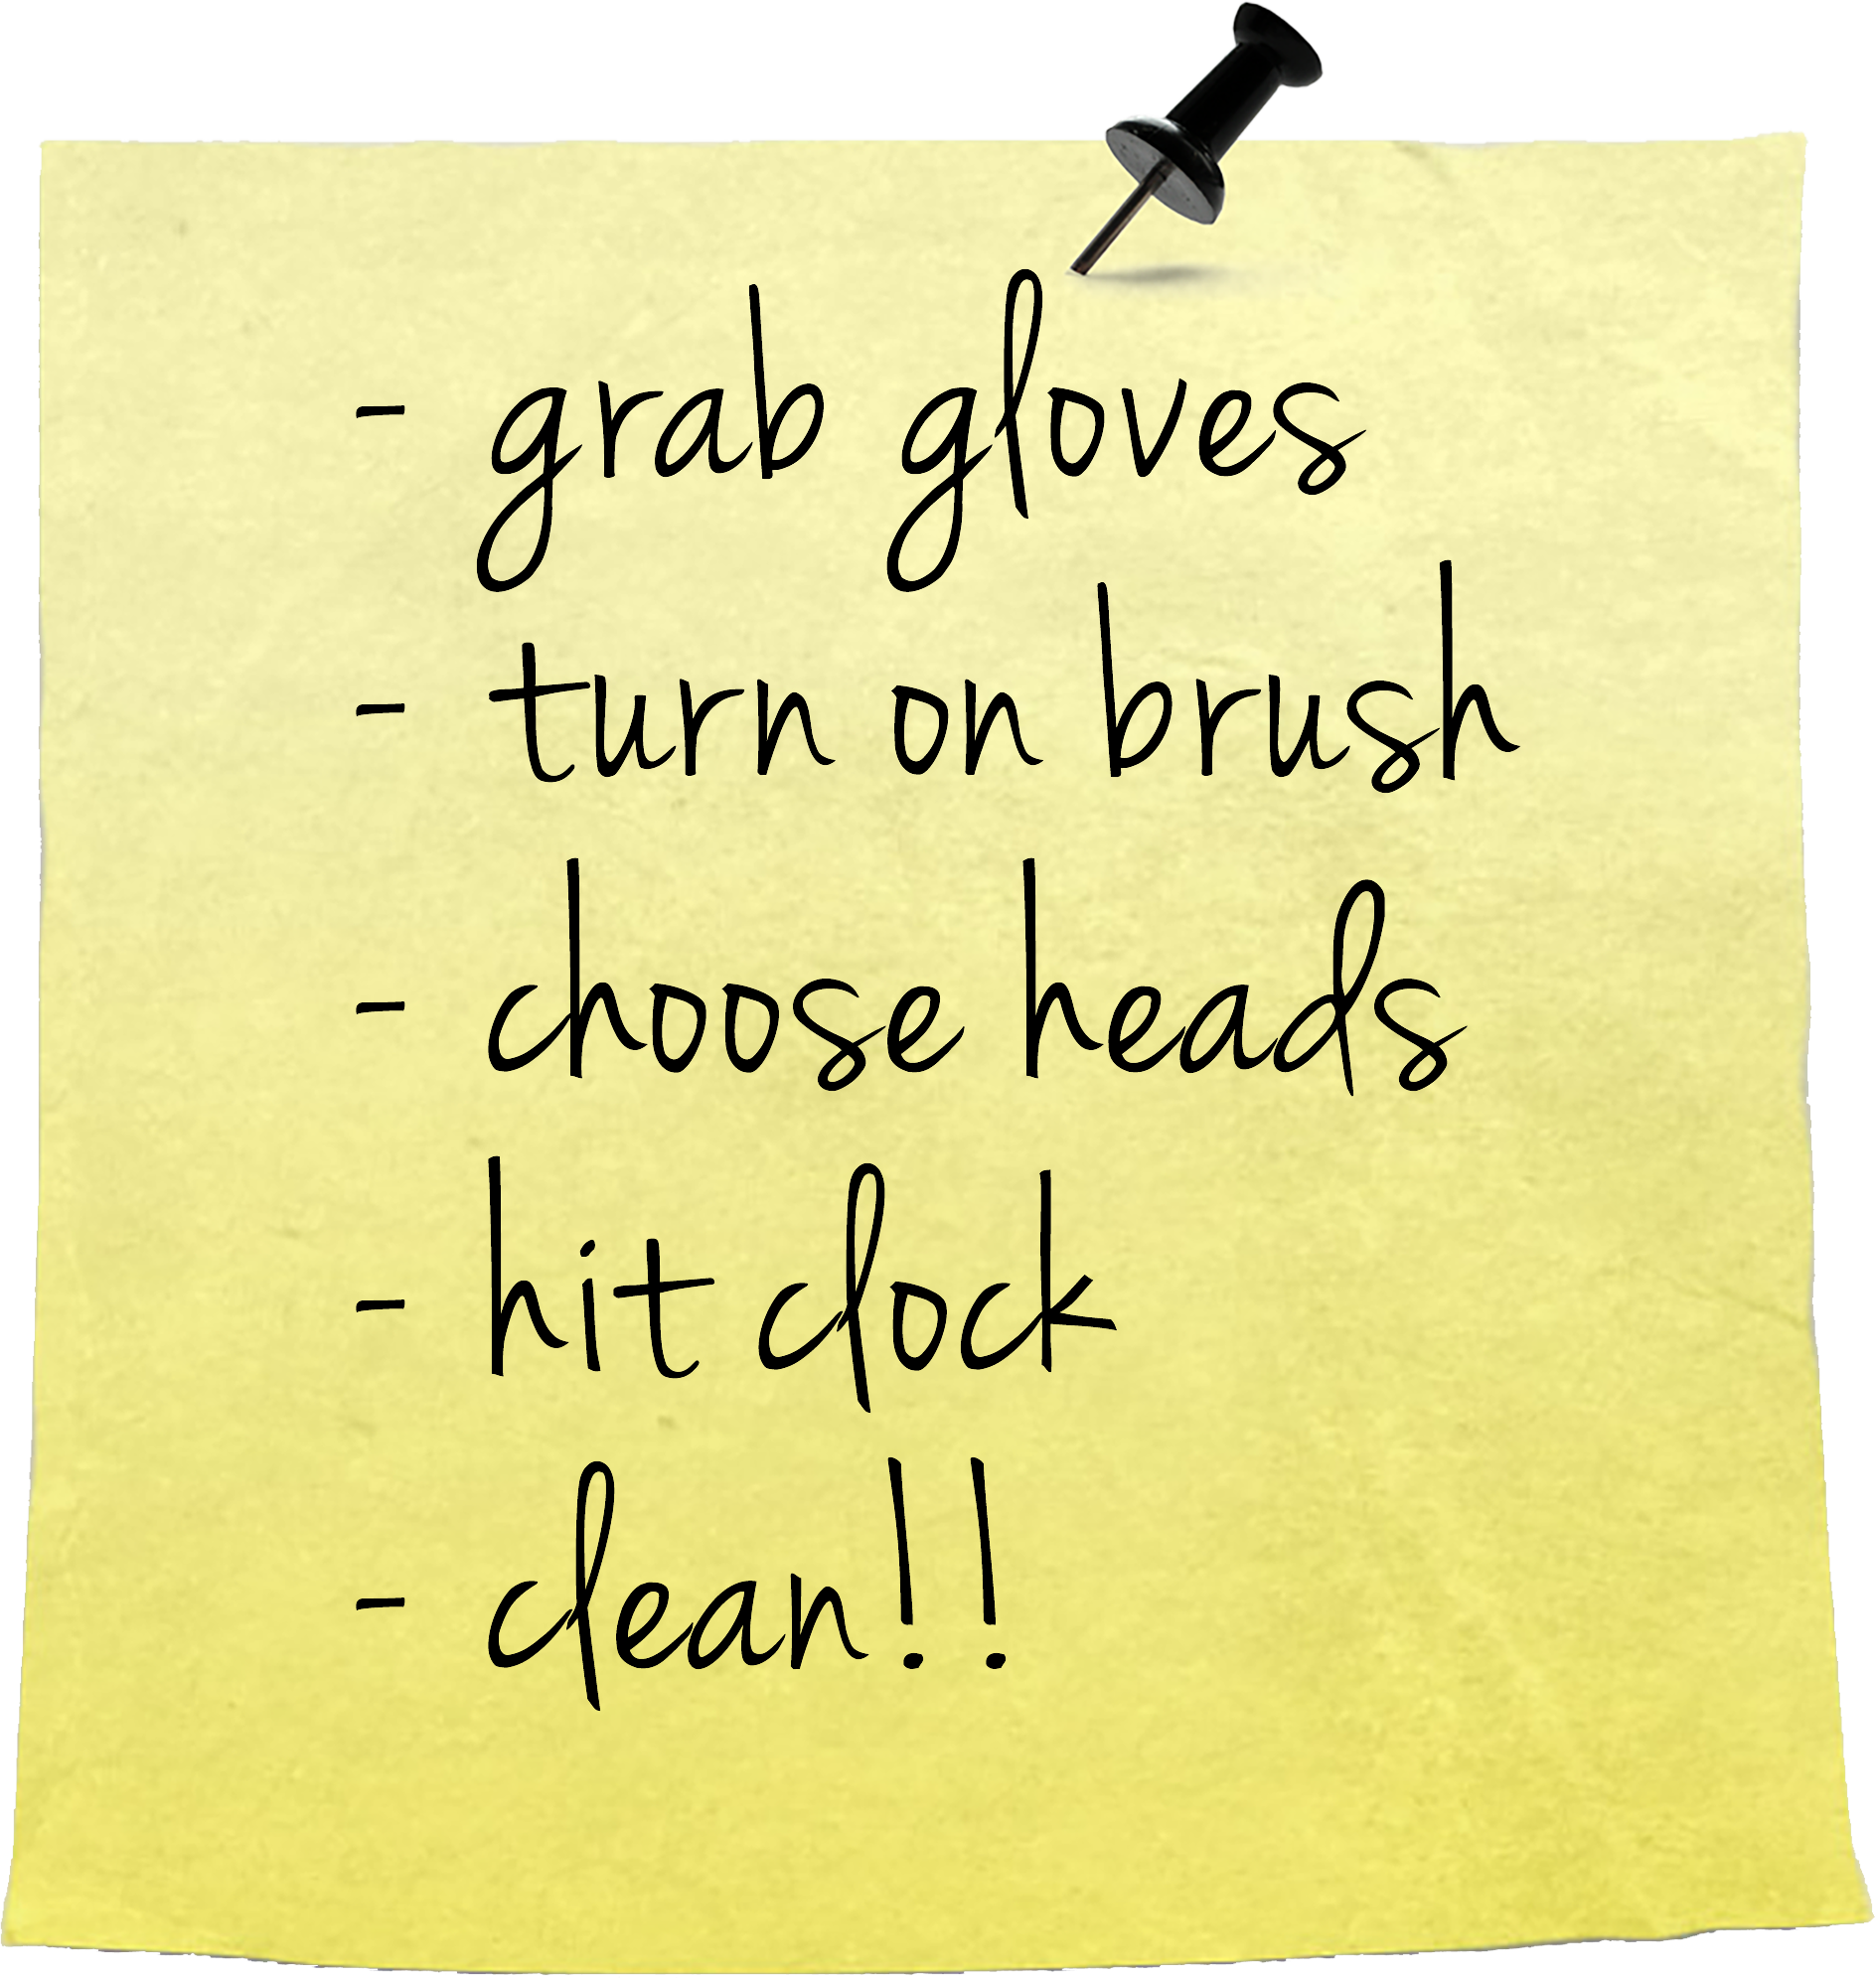 - grab gloves
- turn on brush
- choose heads
- hit clock
- clean!!